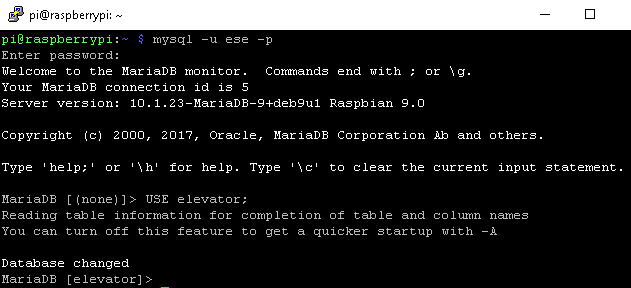 pi@raspberrypi: ~
pi@raspberrypi:~ $ mysql -u ese -p
Enter password:
Welcome to the MariaDB monitor.  Commands end with ; or \g.
Your MariaDB connection id is 5
Server version: 10.1.23-MariaDB-9+deb9u1 Raspbian 9.0
Copyright (c) 2000, 2017, Oracle, MariaDB Corporation Ab and others.
Type 'help;' or '\h' for help. Type '\c' to clear the current input statement.
MariaDB [(none)]> USE elevator;
Reading table information for completion of table and column names
You can turn off this feature to get a quicker startup with -A
Database changed
MariaDB [elevator]> _